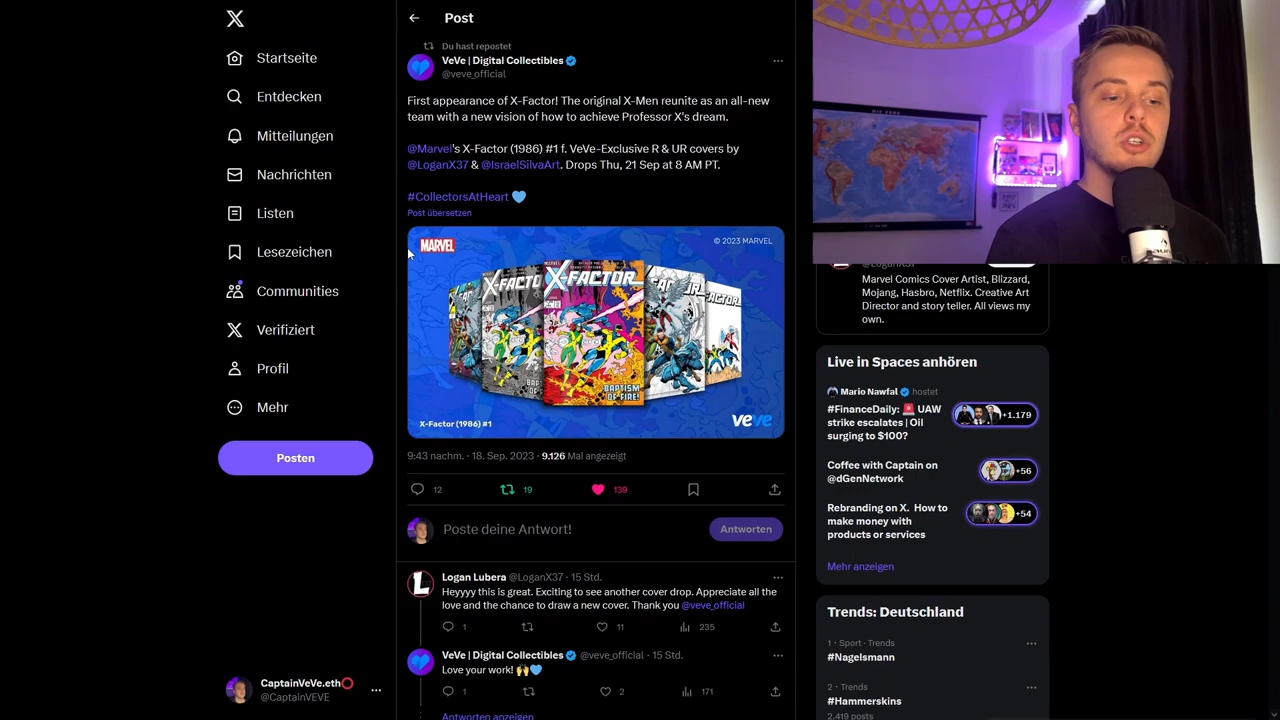 Startseite
Entdecken
Mitteilungen
Nachrichten
Listen
Lesezeichen
Communities
Verifiziert
Profil
Mehr
Posten
CaptainVeVe.eth
@CaptainVEVE
Post
Du hast repostet
VeVe | Digital Collectibles
@veve_official
First appearance of X-Factor! The original X-Men reunite as an all-new
team with a new vision of how to achieve Professor X's dream.
@Marvel's X-Factor (1986) #1 f. VeVe-Exclusive R & UR covers by
@LoganX37 & @IsraelSilvaArt. Drops Thu, 21 Sep at 8 AM PT.
#CollectorsAtHeart 💙
Post übersetzen
MARVEL
© 2023 MARVEL
X-FACTOR
BAPTISM
OF FIRE!
X-Factor (1986) #1
veve
9:43 nachm. · 18. Sep. 2023 · 9.126 Mal angezeigt
12 19 139
Poste deine Antwort!
Antworten
Logan Lubera @LoganX37 · 15 Std.
Heyyyy this is great. Exciting to see another cover drop. Appreciate all the
love and the chance to draw a new cover. Thank you @veve_official
1 11 235
VeVe | Digital Collectibles @veve_official · 15 Std.
Love your work! 🙌💙
1 2 171
Antworten anzeigen
Marvel Comics Cover Artist, Blizzard,
Mojang, Hasbro, Netflix. Creative Art
Director and story teller. All views my
own.
Live in Spaces anhören
Mario Nawfal hostet
#FinanceDaily: 🚨 UAW
strike escalates | Oil
surging to $100?
+1.179
Coffee with Captain on
@dGenNetwork
+56
Rebranding on X. How to
make money with
products or services
+54
Mehr anzeigen
Trends: Deutschland
1 · Sport · Trends
#Nagelsmann
2 · Trends
#Hammerskins
2.419 posts